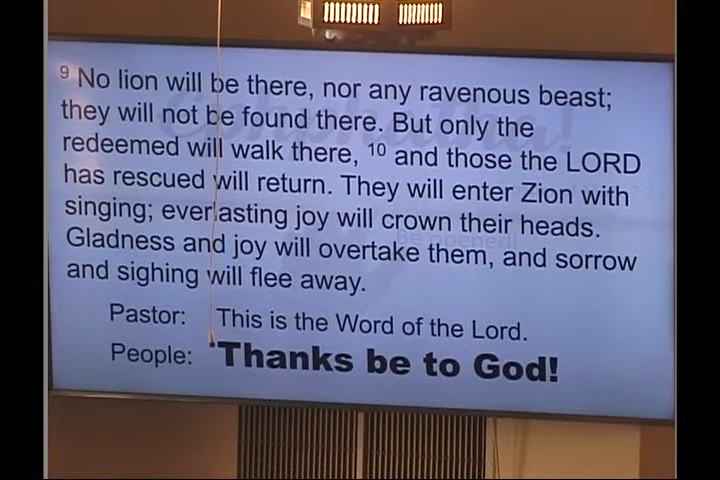 9 No lion will be there, nor any ravenous beast;
they will not be found there. But only the
redeemed will walk there, 10 and those the LORD
has rescued will return. They will enter Zion with
singing; everlasting joy will crown their heads.
Gladness and joy will overtake them, and sorrow
and sighing will flee away.
Pastor: This is the Word of the Lord.
People: Thanks be to God!
Be opened!